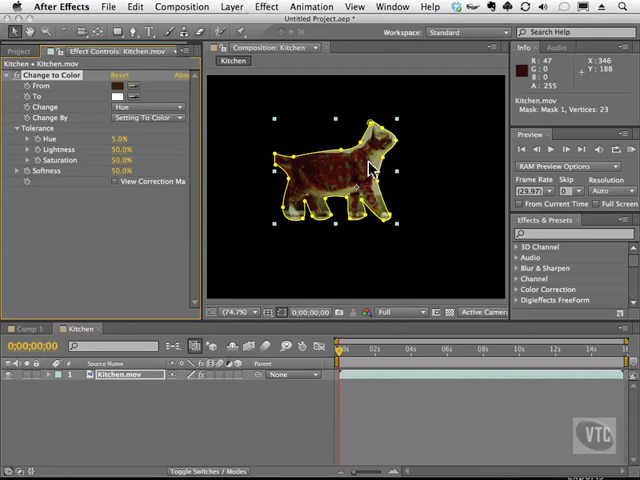 After Effects File Edit Composition Layer Effect Animation View Window Help
Untitled Project.aep *
Workspace: Standard Search Help
Project Effect Controls: Kitchen.mov
Kitchen • Kitchen.mov
fx Change to Color Reset Abou
From
To
Change Hue
Change By Setting To Color
Tolerance
Hue 5.0%
Lightness 50.0%
Saturation 50.0%
Softness 50.0%
View Correction Ma
Composition: Kitchen
Kitchen
(74.7%) 0;00;00;00 Full Active Camera
Info Audio
R : 47
G : 0
B : 0
A : 255
X : 346
Y : 188
Kitchen.mov
Mask: Mask 1, Vertices: 23
Preview
RAM Preview Options
Frame Rate Skip Resolution
(29.97) 0 Auto
From Current Time Full Screen
Effects & Presets
3D Channel
Audio
Blur & Sharpen
Channel
Color Correction
Digieffects FreeForm
Comp 1 Kitchen
0;00;00;00
# Source Name Parent
1 Kitchen.mov None
00s 02s 04s 06s 08s 10s 12s 14s 16
Toggle Switches / Modes
VTC